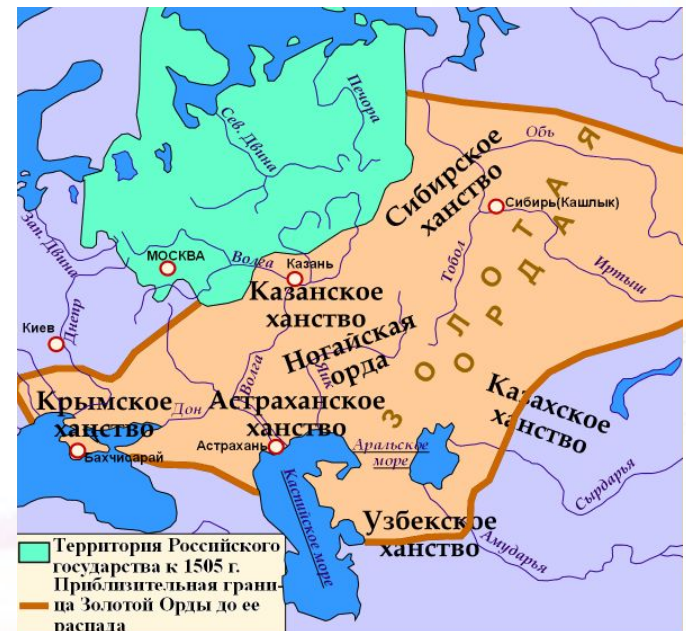 Печора
Сев. Двина
Обь
Сибирское
ханство
Сибирь(Кашлык)
ЗОЛОТАЯ
ОРДА
Зап. Двина
МОСКВА
Волга
Казань
Тобол
Иртыш
Казанское
ханство
Киев
Днепр
Ногайская
орда
Волга
Яик
Казахское
ханство
Крымское
ханство
Дон
Астраханское
ханство
Бахчисарай
Астрахань
Аральское
море
Сырдарья
Каспийское море
Узбекское
ханство
Амударья
Территория Российского
государства к 1505 г.
Приблизительная грани-
ца Золотой Орды до ее
распада